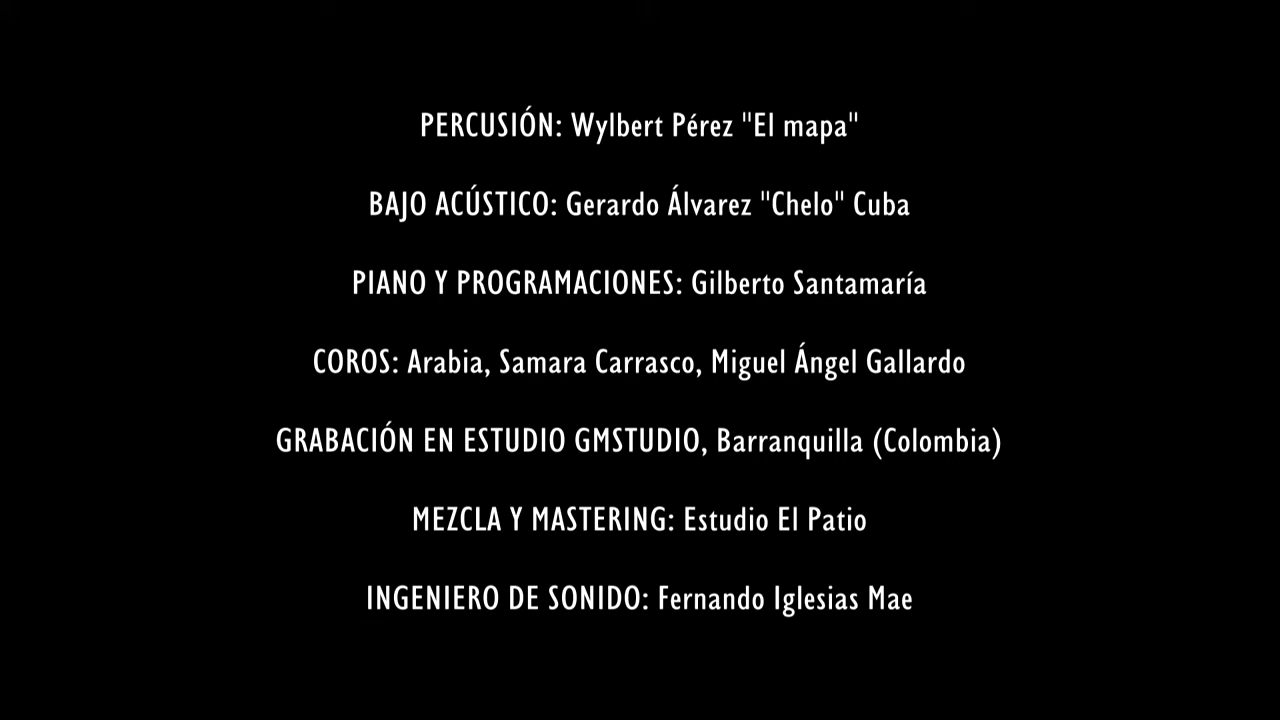 PERCUSIÓN: Wylbert Pérez "El mapa"
BAJO ACÚSTICO: Gerardo Álvarez "Chelo" Cuba
PIANO Y PROGRAMACIONES: Gilberto Santamaría
COROS: Arabia, Samara Carrasco, Miguel Ángel Gallardo
GRABACIÓN EN ESTUDIO GMSTUDIO, Barranquilla (Colombia)
MEZCLA Y MASTERING: Estudio El Patio
INGENIERO DE SONIDO: Fernando Iglesias Mae